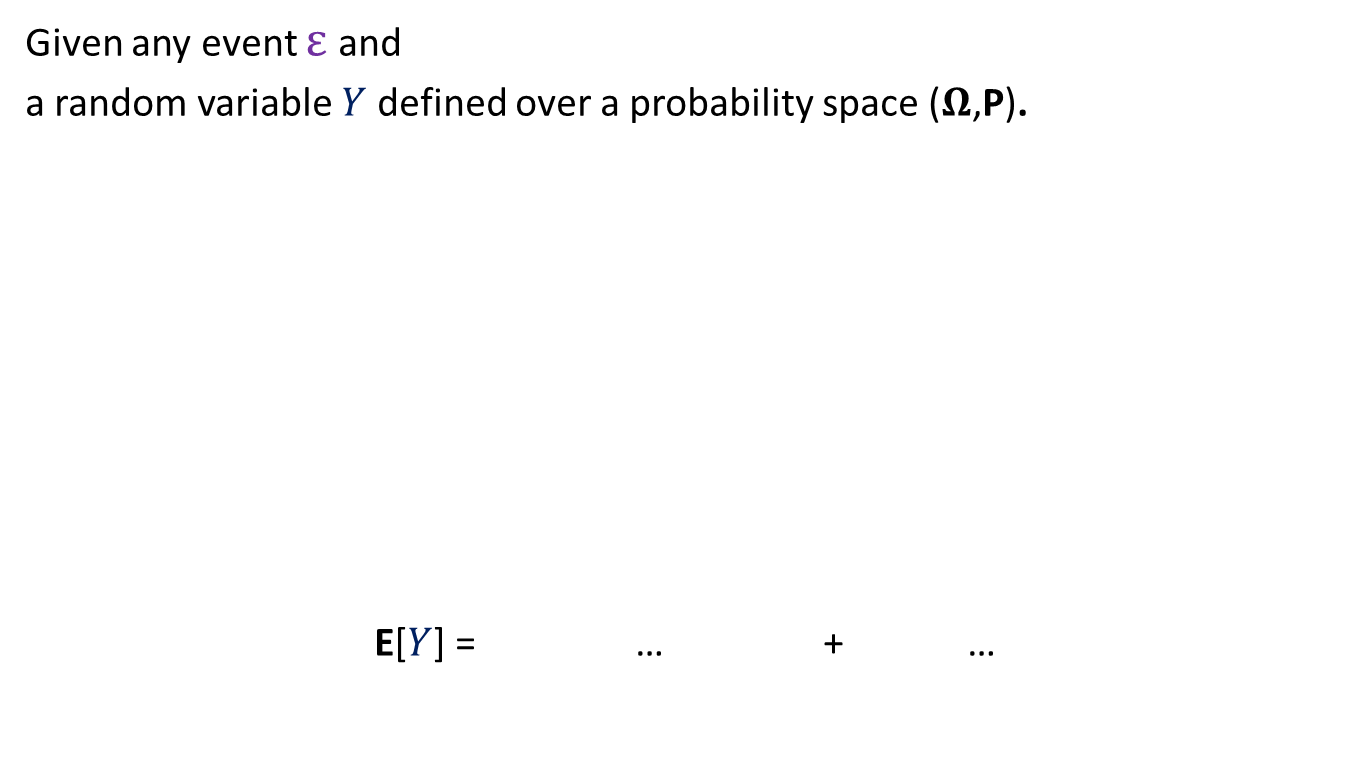 Given any event ε and
a random variable Y defined over a probability space (Ω,P).
E[Y] = … + …